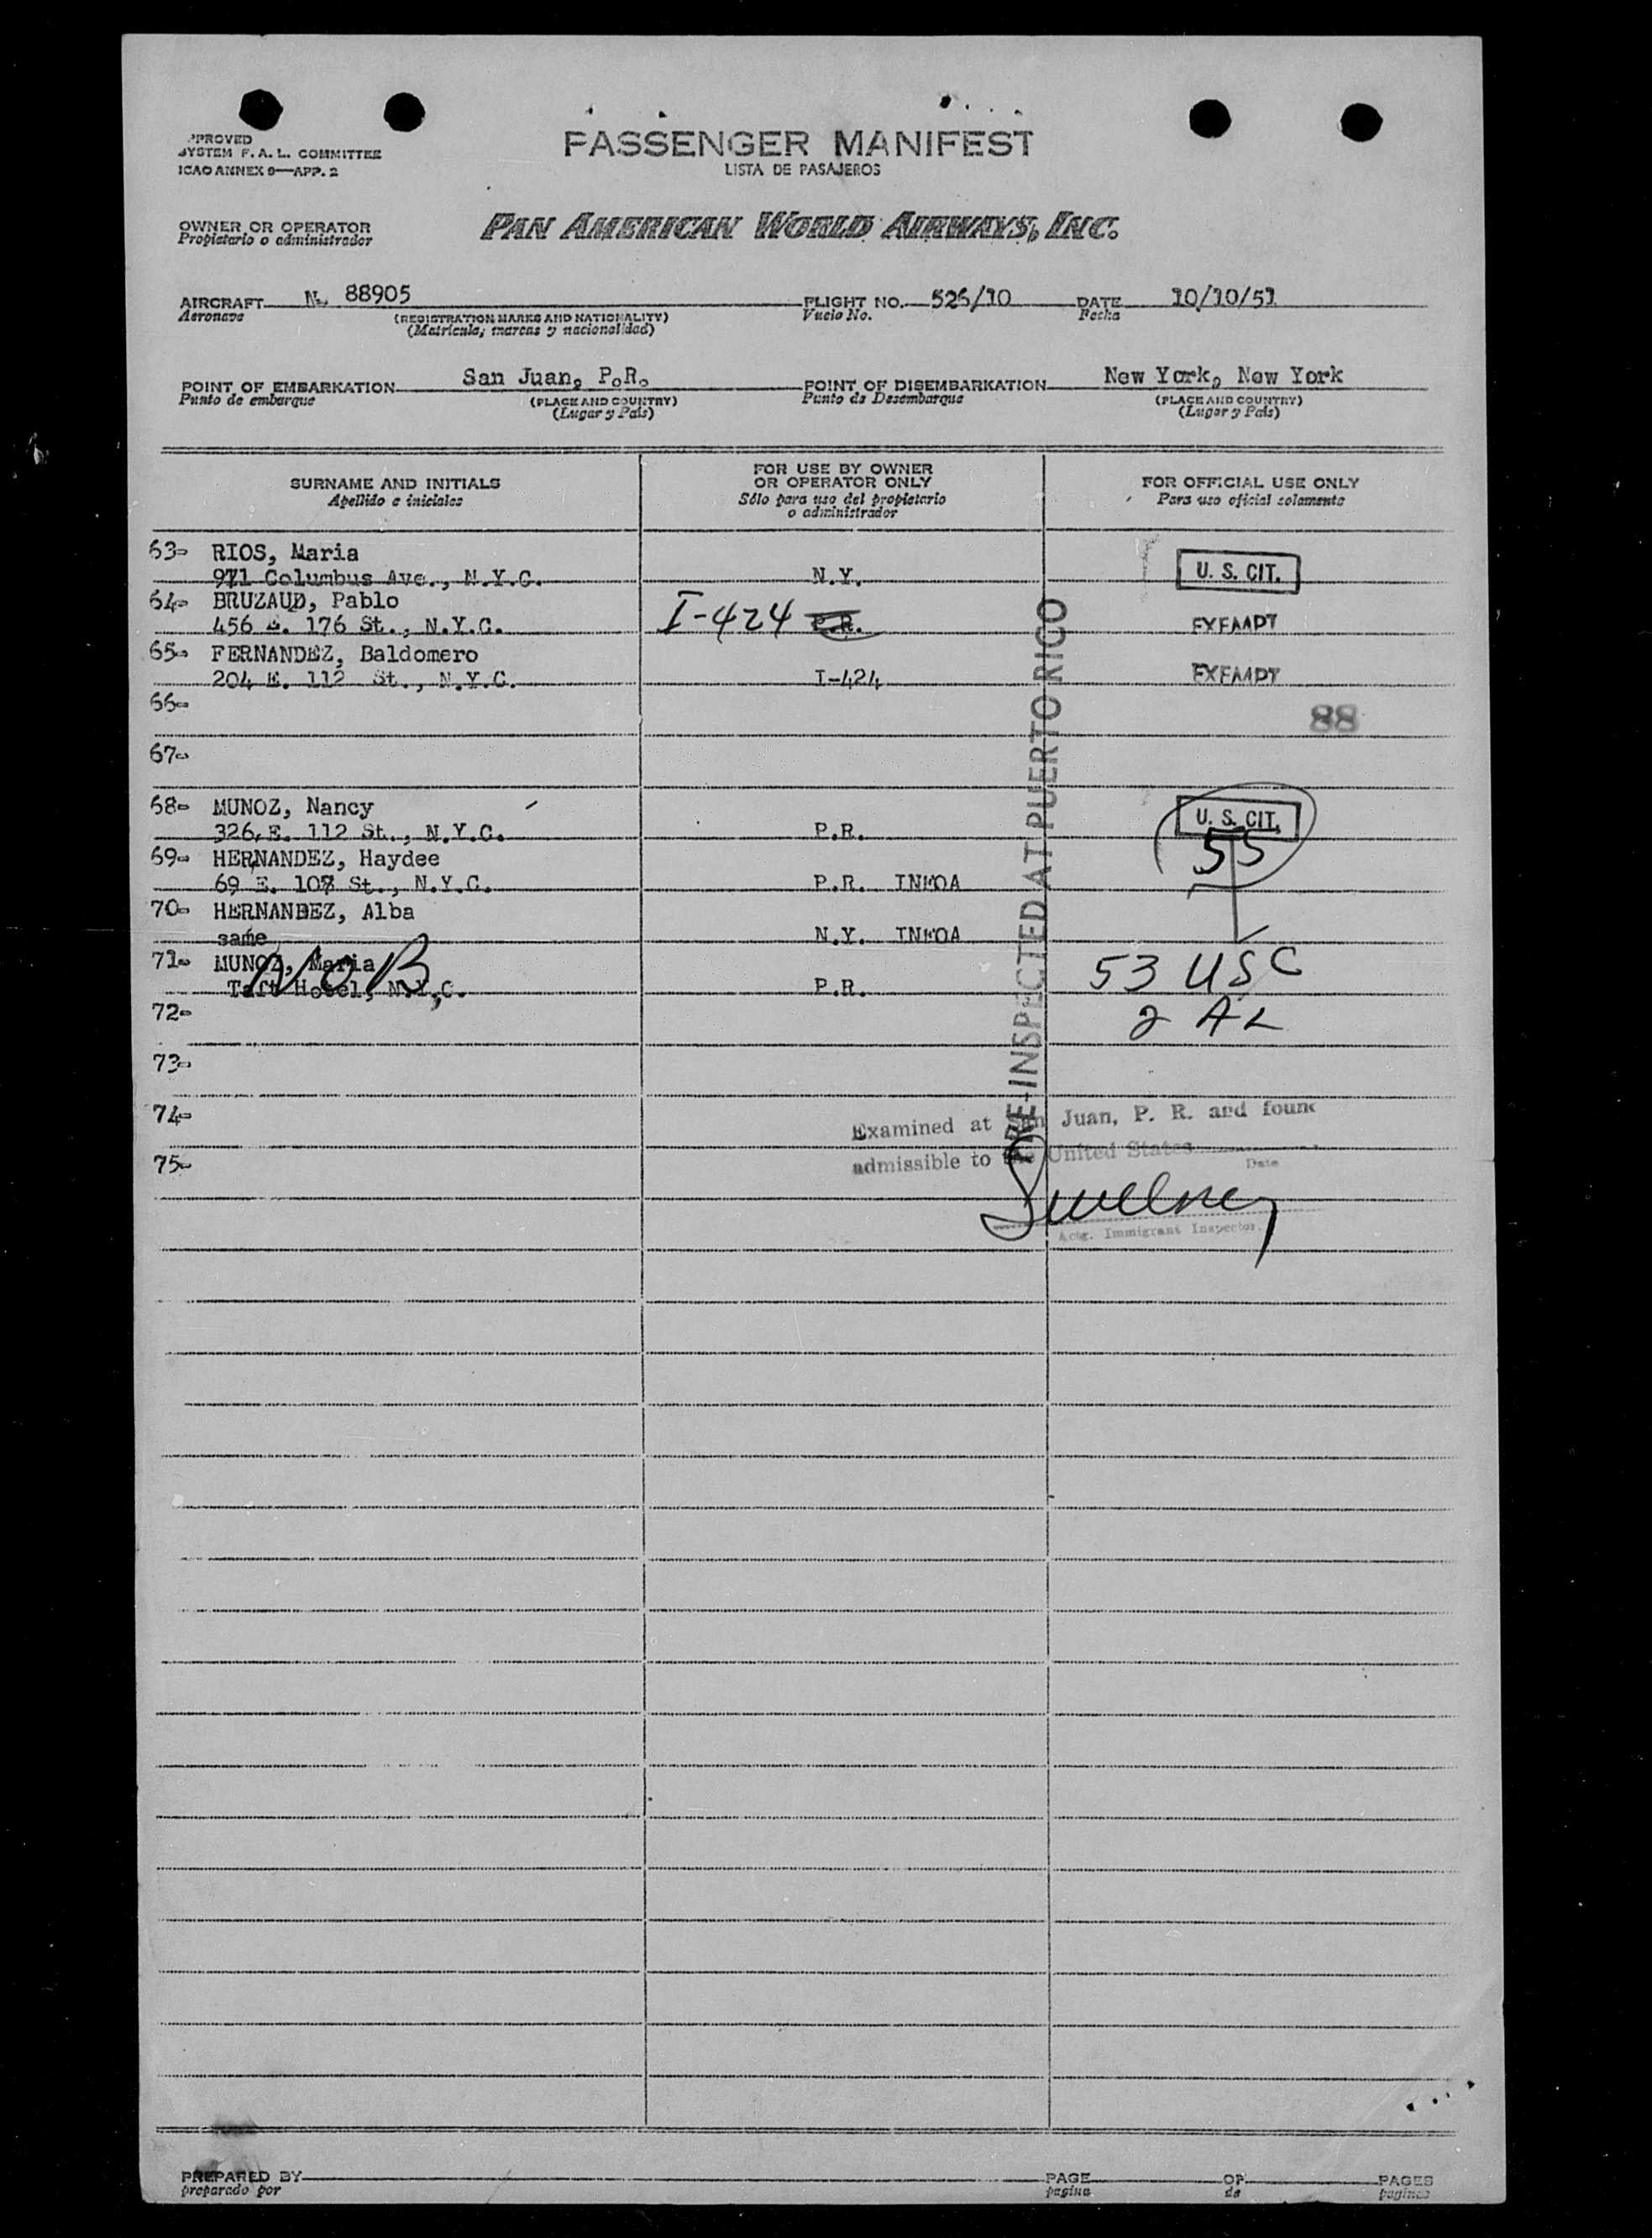 PPROVED
SYSTEM F. A. L. COMMITTEE
ICAO ANNEX 9—APP. 2
PASSENGER MANIFEST
LISTA DE PASAJEROS
OWNER OR OPERATOR
Propietario o administrador
PAN AMERICAN WORLD AIRWAYS, INC.
AIRCRAFT N. 88905 FLIGHT NO. 526/10 DATE 10/10/51
Aeronave (REGISTRATION MARKS AND NATIONALITY) Vuelo No. Fecha
(Matricula, marcas y nacionalidad)
POINT OF EMBARKATION San Juan, P.R. POINT OF DISEMBARKATION New York, New York
Punto de embarque (PLACE AND COUNTRY) Punto de Desembarque (PLACE AND COUNTRY)
(Lugar y País) (Lugar y País)
SURNAME AND INITIALS
Apellido e iniciales
FOR USE BY OWNER
OR OPERATOR ONLY
Sólo para uso del propietario
o administrador
FOR OFFICIAL USE ONLY
Para uso oficial solamente
63- RIOS, Maria
971 Columbus Ave., N.Y.C. N.Y. U. S. CIT.
64- BRUZAUD, Pablo
456 E. 176 St., N.Y.C. I-424 P.R. EXEMPT
65- FERNANDEZ, Baldomero
204 E. 112 St., N.Y.C. I-424 EXEMPT
66-
88
67-
68- MUNOZ, Nancy
326 E. 112 St., N.Y.C. P.R. U. S. CIT.
55
69- HERNANDEZ, Haydee
69 E. 108 St., N.Y.C. P.R. INFOA
70- HERNANDEZ, Alba
same N.Y. INFOA
71- MUNOZ, Maria
Taft Hotel, N.Y.C. P.R.
NOB
53 USC
72-
2 AL
73-
74-
75-
PRE-INSPECTED AT PUERTO RICO
Examined at San Juan, P. R. and found
admissible to United States
Date
Sweeney
Actg. Immigrant Inspector.
PREPARED BY PAGE OF PAGES
preparado por pagina de paginas